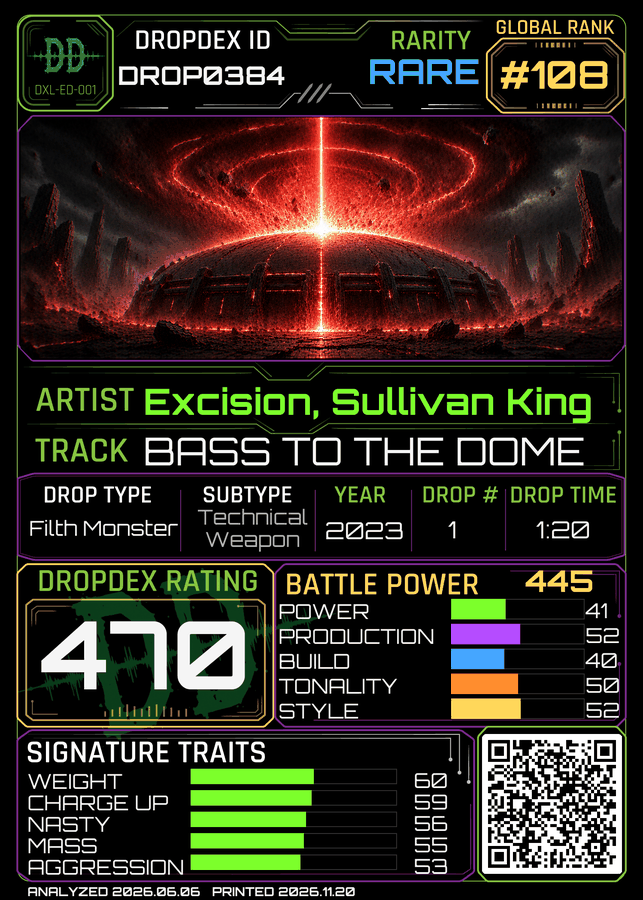 DD
DXL-ED-001
DROPDEX ID
DROP0384
RARITY
RARE
GLOBAL RANK
#108
ARTIST Excision, Sullivan King
TRACK BASS TO THE DOME
DROP TYPE SUBTYPE YEAR DROP # DROP TIME
Filth Monster Technical Weapon 2023 1 1:20
DROPDEX RATING
470
BATTLE POWER 445
POWER 41
PRODUCTION 52
BUILD 40
TONALITY 50
STYLE 52
SIGNATURE TRAITS
WEIGHT 60
CHARGE UP 59
NASTY 56
MASS 55
AGGRESSION 53
ANALYZED 2026.06.06 PRINTED 2026.11.20